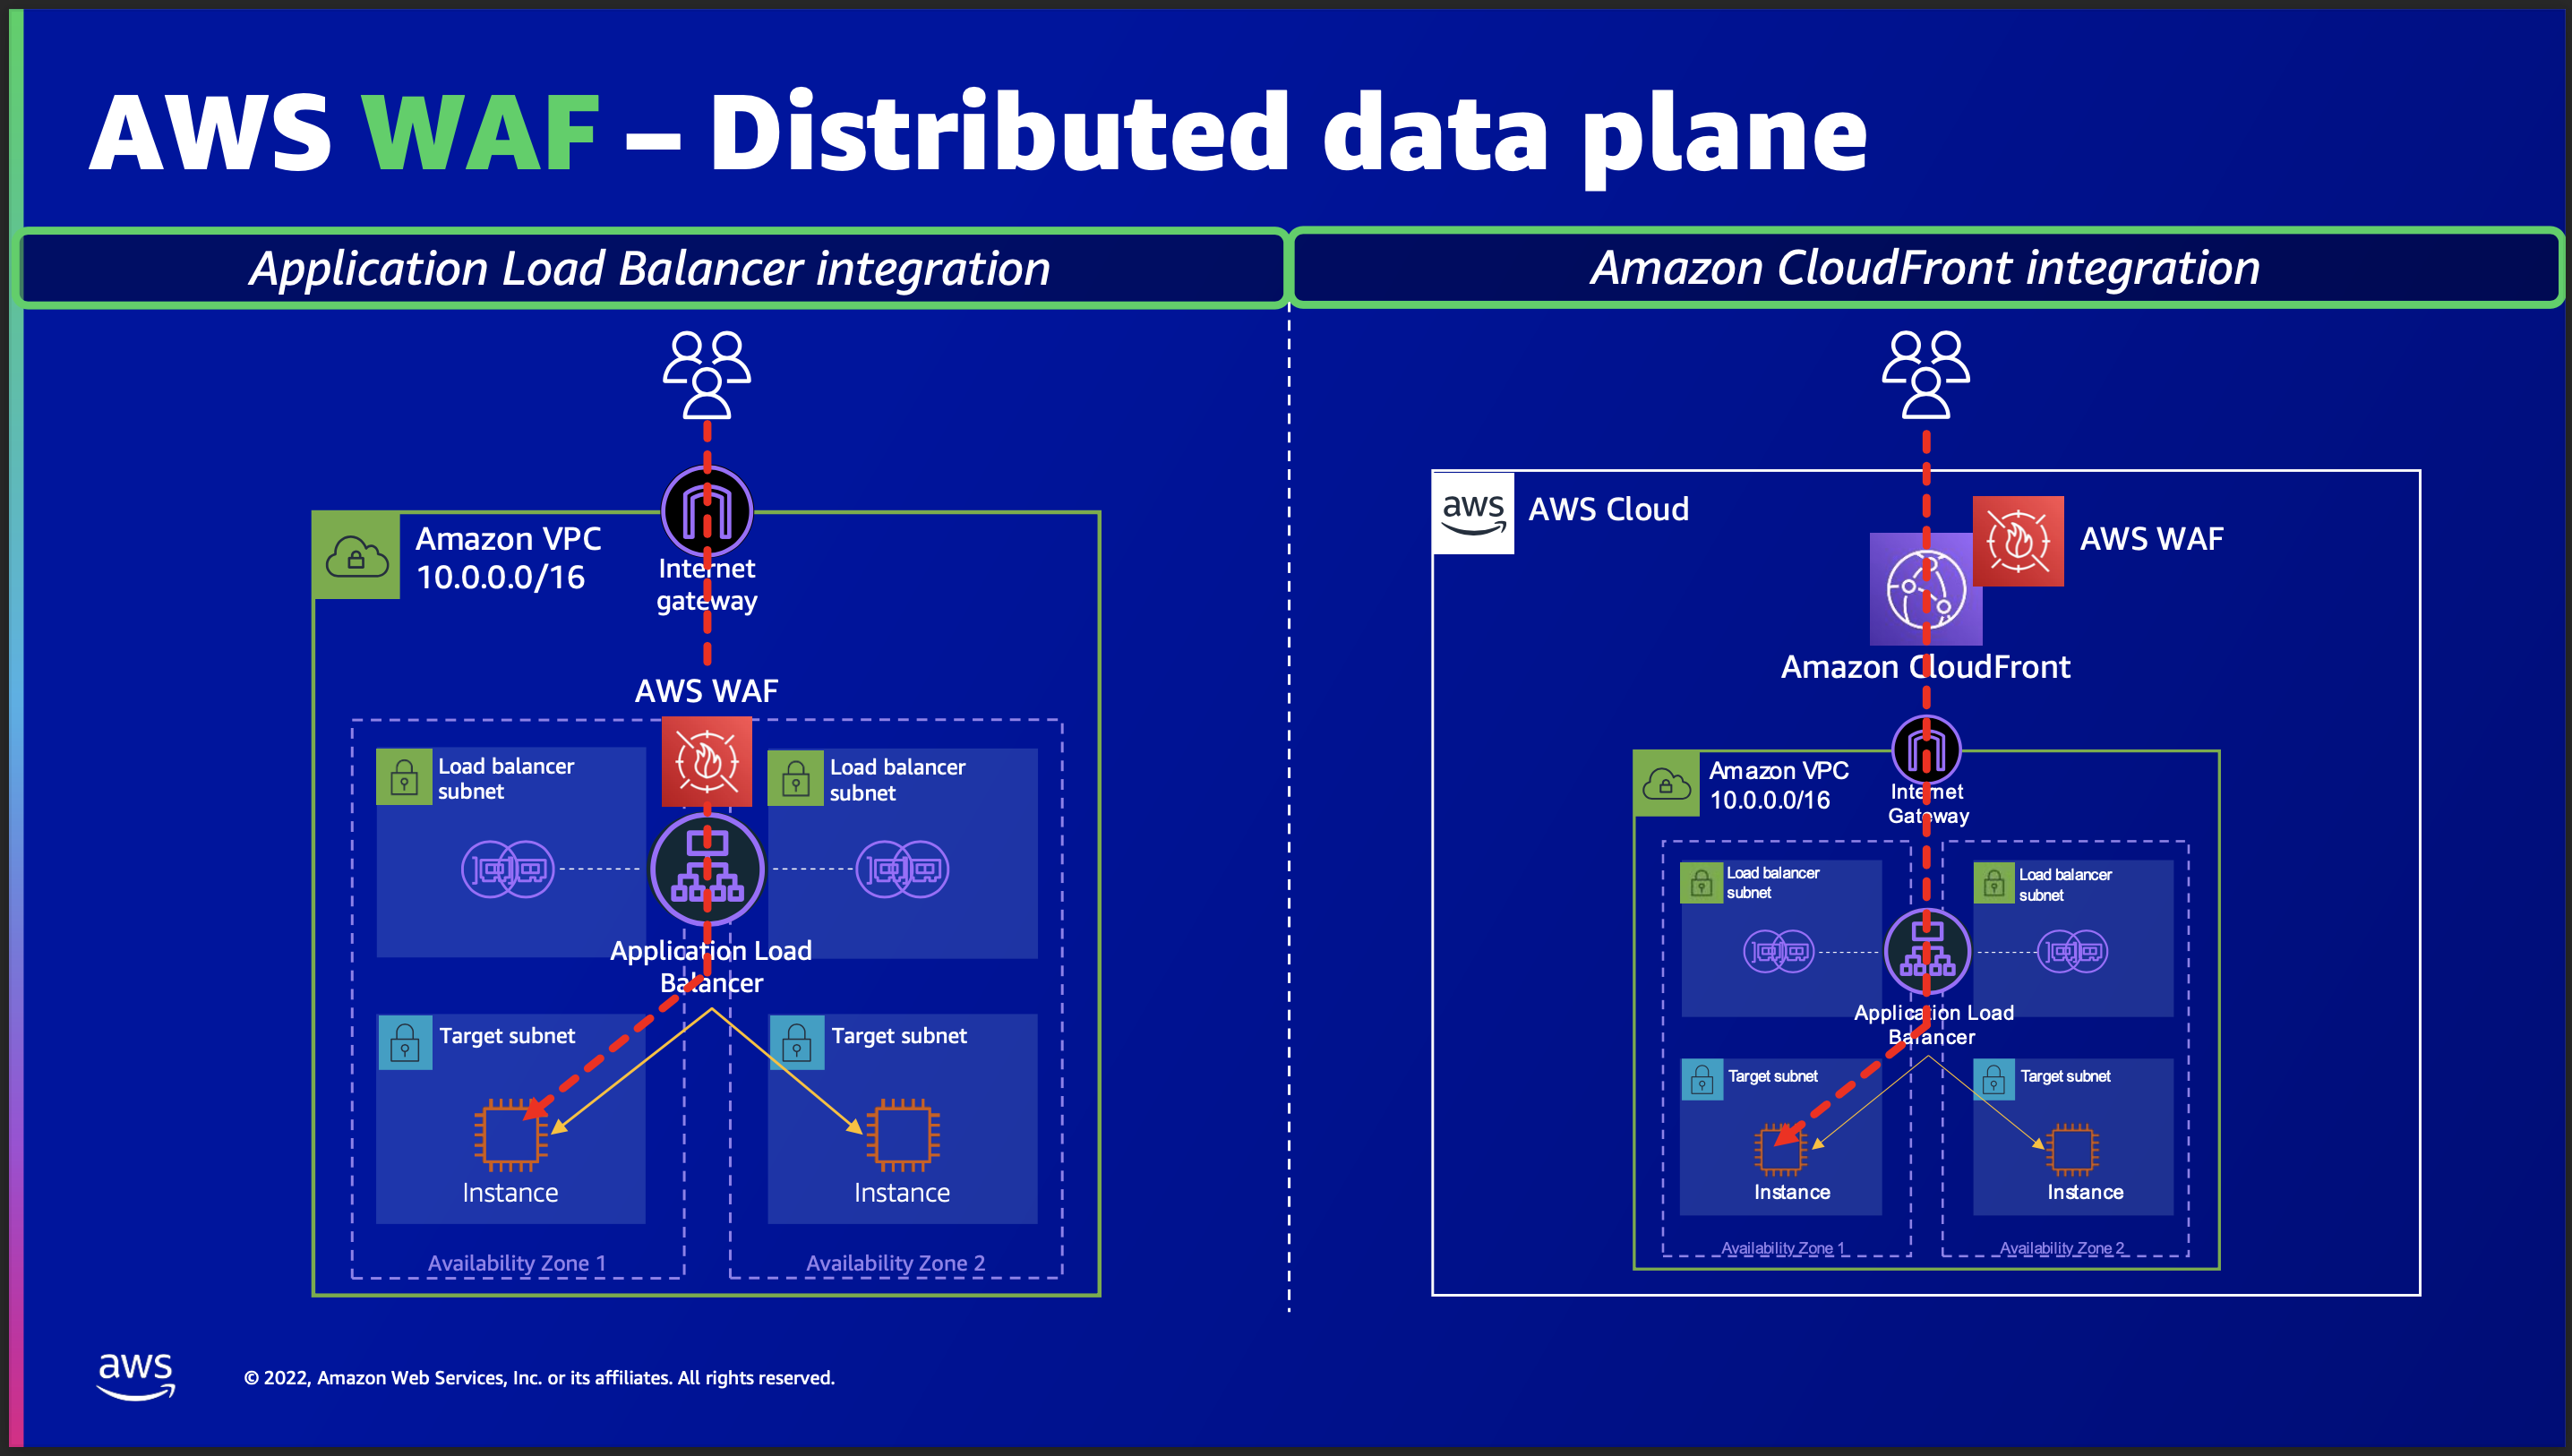 AWS WAF – Distributed data plane
Application Load Balancer integration
Amazon VPC
10.0.0.0/16
Internet
gateway
AWS WAF
Load balancer
subnet
Load balancer
subnet
Application Load
Balancer
Target subnet
Target subnet
Instance
Instance
Availability Zone 1
Availability Zone 2
Amazon CloudFront integration
aws
AWS Cloud
AWS WAF
Amazon CloudFront
Amazon VPC
10.0.0.0/16
Internet
Gateway
Load balancer
subnet
Load balancer
subnet
Application Load
Balancer
Target subnet
Target subnet
Instance
Instance
Availability Zone 1
Availability Zone 2
aws
© 2022, Amazon Web Services, Inc. or its affiliates. All rights reserved.